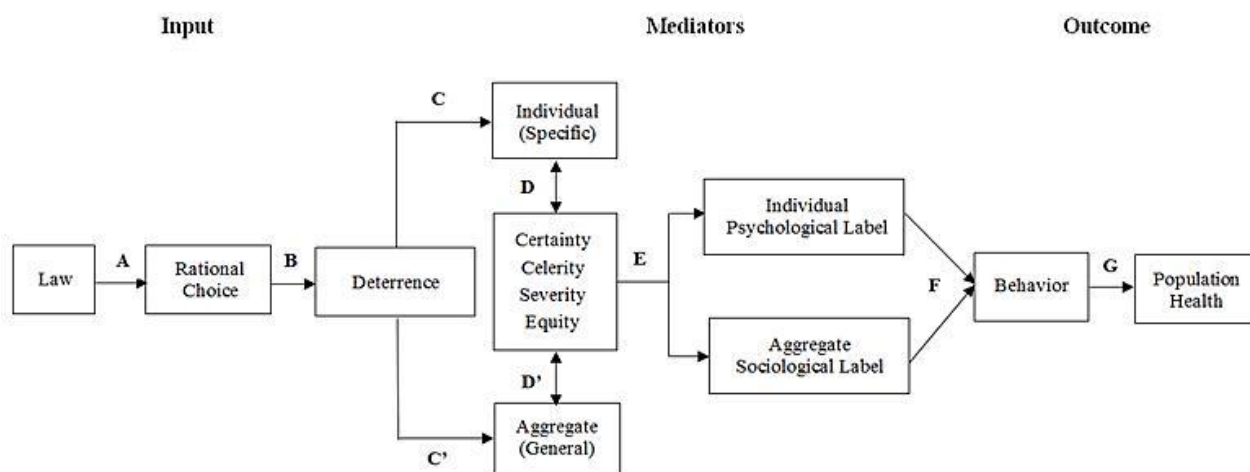 Input
Mediators
Outcome
C
Individual
(Specific)
D
Law
A
Rational
Choice
B
Deterrence
Certainty
Celerity
Severity
Equity
E
Individual
Psychological Label
Aggregate
Sociological Label
F
Behavior
G
Population
Health
D’
C’
Aggregate
(General)